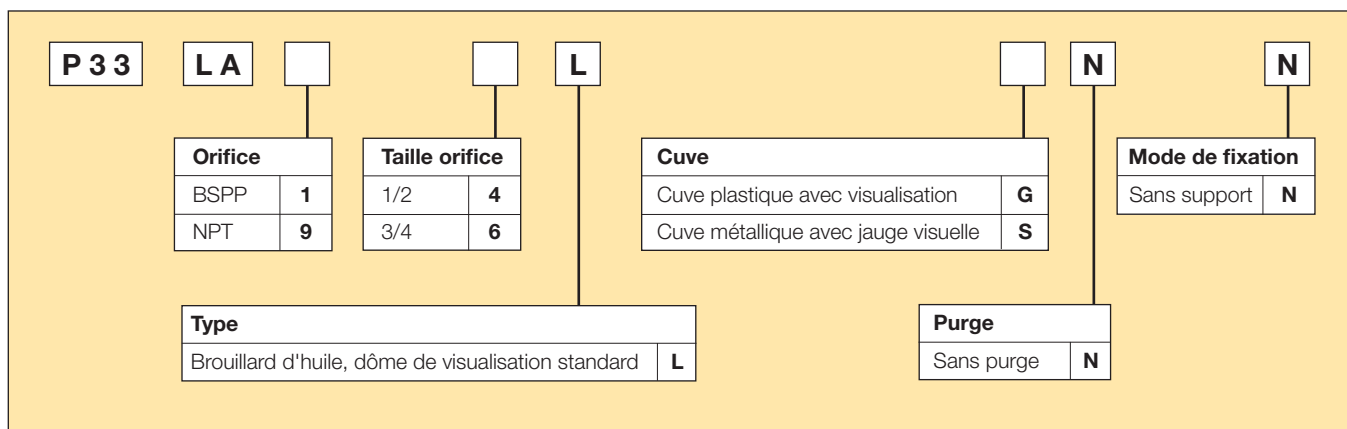 P 3 3 L A L N N
Orifice
BSPP 1
NPT 9
Taille orifice
1/2 4
3/4 6
Cuve
Cuve plastique avec visualisation G
Cuve métallique avec jauge visuelle S
Mode de fixation
Sans support N
Type
Brouillard d'huile, dôme de visualisation standard L
Purge
Sans purge N